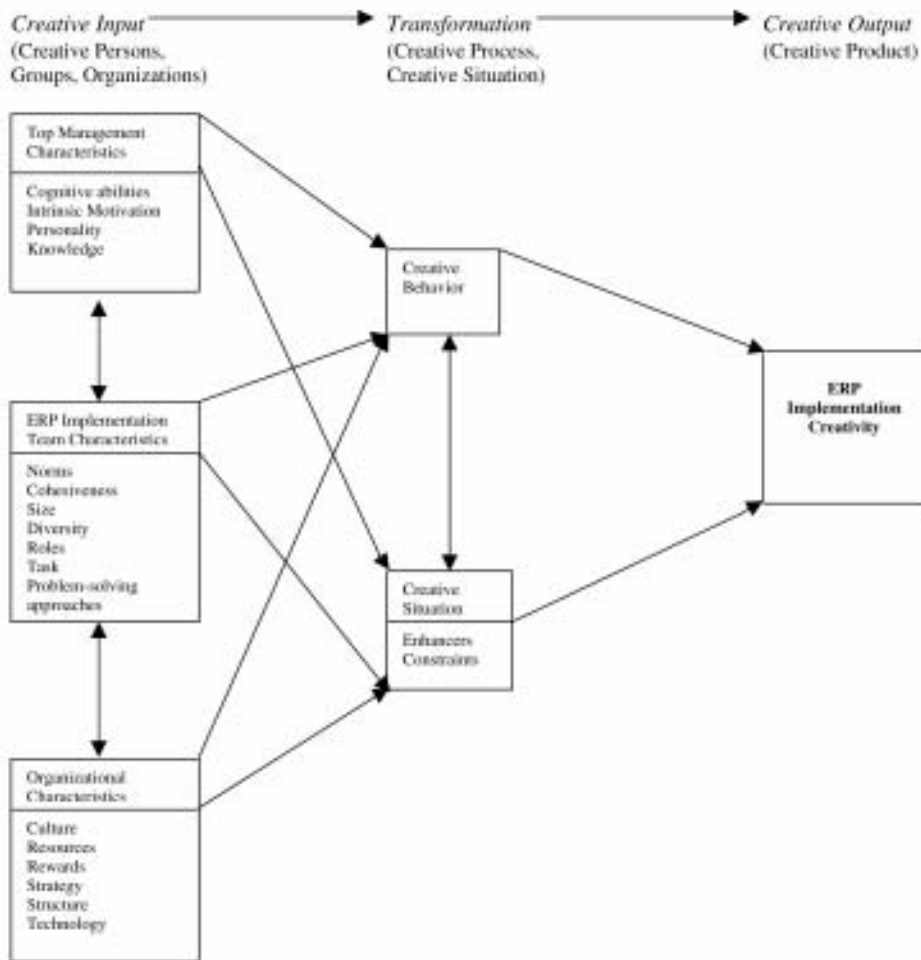 Creative Input
(Creative Persons,
Groups, Organizations)
Transformation
(Creative Process,
Creative Situation)
Creative Output
(Creative Product)
Top Management
Characteristics
Cognitive abilities
Intrinsic Motivation
Personality
Knowledge
Creative
Behavior
ERP
Implementation
Creativity
ERP Implementation
Team Characteristics
Norms
Cohesiveness
Size
Diversity
Roles
Task
Problem-solving
approaches
Creative
Situation
Enhancers
Constraints
Organizational
Characteristics
Culture
Resources
Rewards
Strategy
Structure
Technology